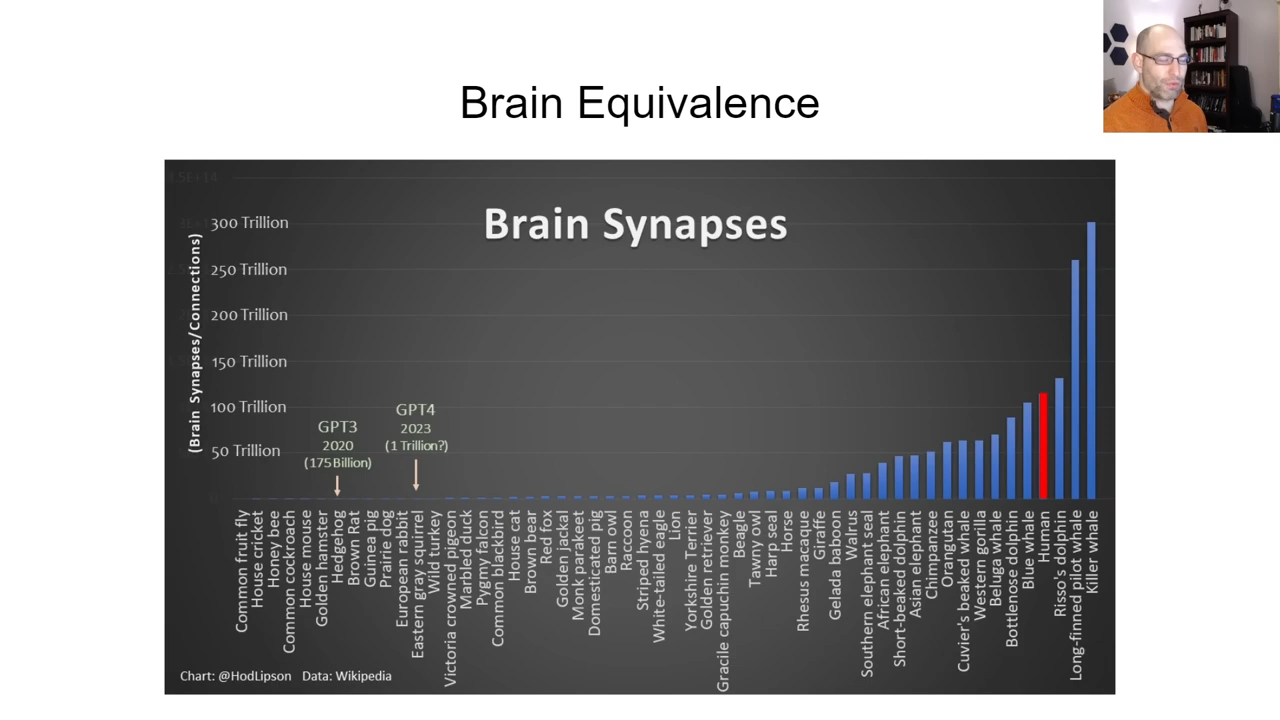 Brain Equivalence
Brain Synapses
(Brain Synapses/Connections)
300 Trillion
250 Trillion
200 Trillion
150 Trillion
100 Trillion
50 Trillion
GPT3
2020
(175Billion)
GPT4
2023
(1 Trillion?)
Common fruit fly
House cricket
Honey bee
Common cockroach
House mouse
Golden hamster
Hedgehog
Brown Rat
Guinea pig
Prairie dog
European rabbit
Eastern gray squirrel
Wild turkey
Victoria crowned pigeon
Marbled duck
Pygmy falcon
Common blackbird
House cat
Brown bear
Red fox
Golden jackal
Monk parakeet
Domesticated pig
Barn owl
Raccoon
Striped hyena
White-tailed eagle
Lion
Yorkshire Terrier
Golden retriever
Gracile capuchin monkey
Beagle
Tawny owl
Harp seal
Horse
Rhesus macaque
Giraffe
Gelada baboon
Walrus
Southern elephant seal
African elephant
Short-beaked dolphin
Asian elephant
Chimpanzee
Orangutan
Cuvier's beaked whale
Western gorilla
Beluga whale
Bottlenose dolphin
Blue whale
Human
Risso's dolphin
Long-finned pilot whale
Killer whale
Chart: @HodLipson Data: Wikipedia